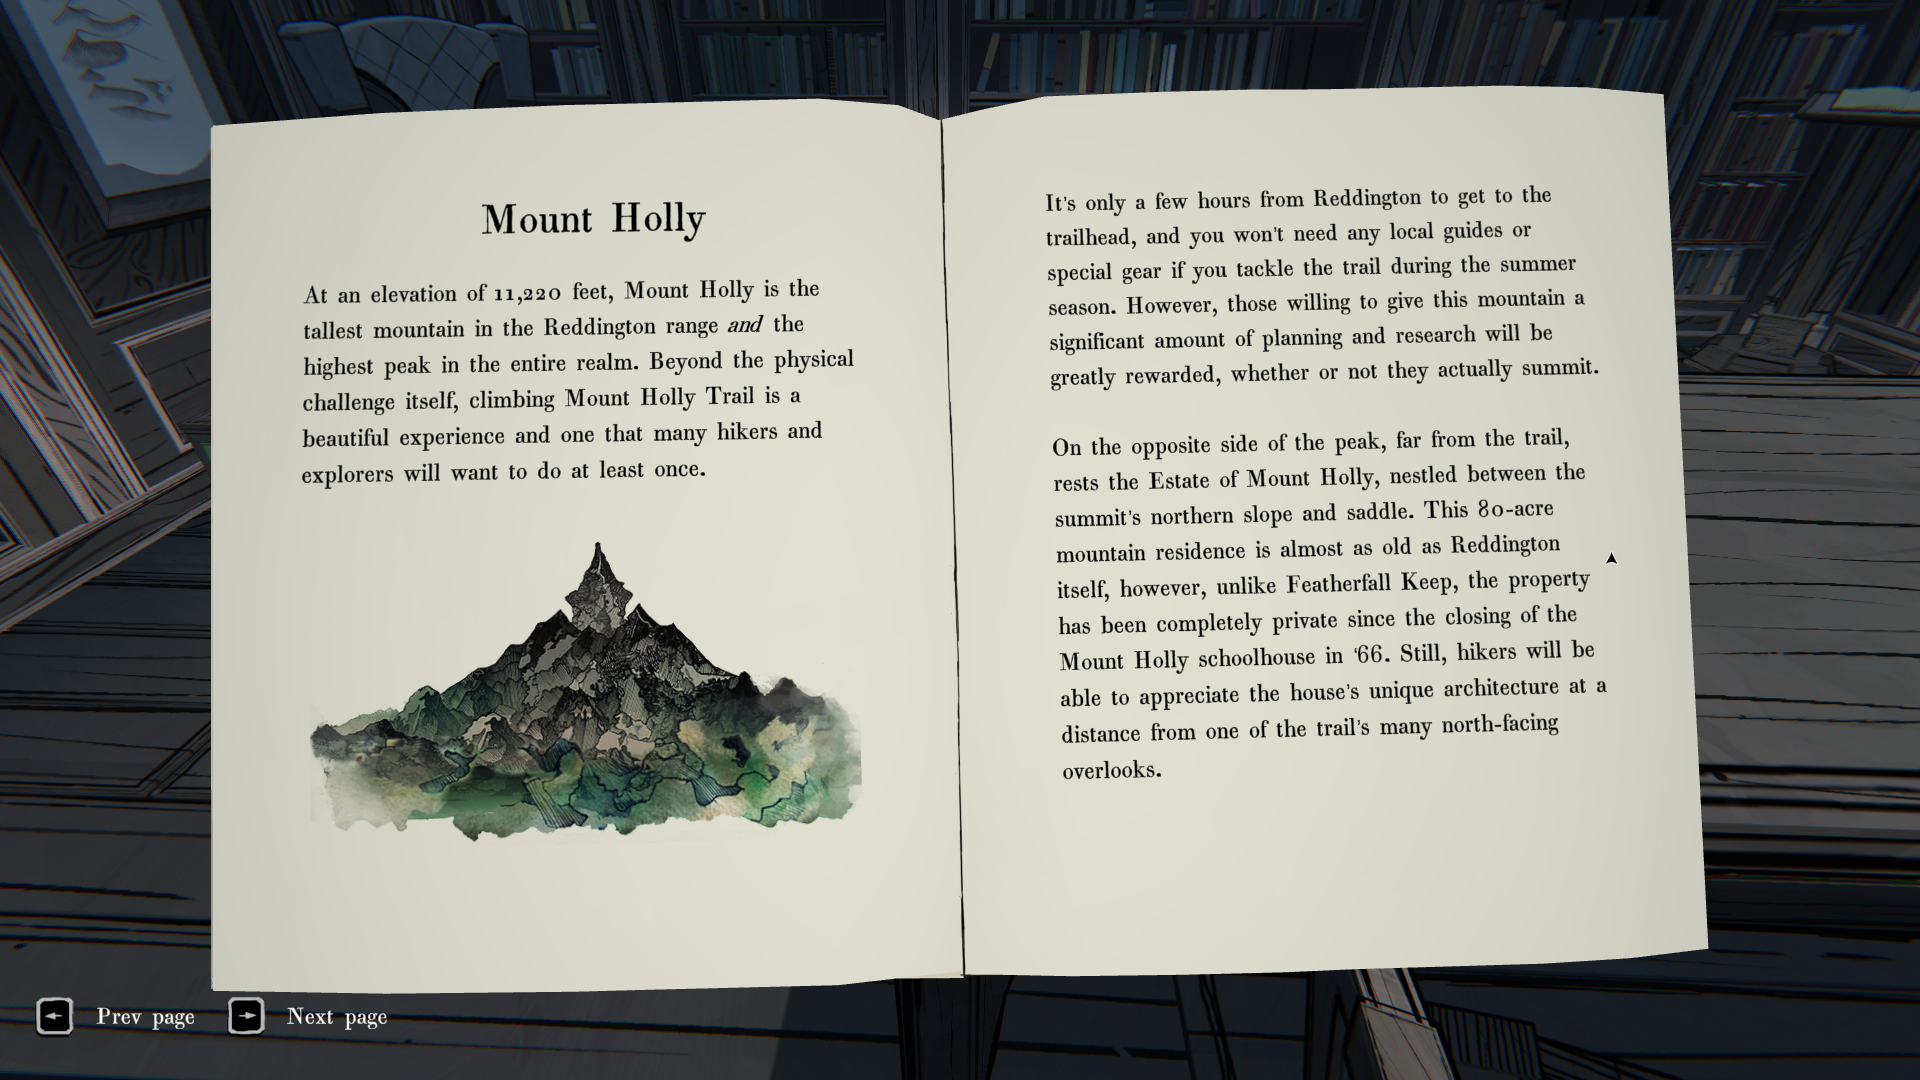 Mount Holly
At an elevation of 11,220 feet, Mount Holly is the
tallest mountain in the Reddington range and the
highest peak in the entire realm. Beyond the physical
challenge itself, climbing Mount Holly Trail is a
beautiful experience and one that many hikers and
explorers will want to do at least once.
It's only a few hours from Reddington to get to the
trailhead, and you won't need any local guides or
special gear if you tackle the trail during the summer
season. However, those willing to give this mountain a
significant amount of planning and research will be
greatly rewarded, whether or not they actually summit.
On the opposite side of the peak, far from the trail,
rests the Estate of Mount Holly, nestled between the
summit's northern slope and saddle. This 80-acre
mountain residence is almost as old as Reddington
itself, however, unlike Featherfall Keep, the property
has been completely private since the closing of the
Mount Holly schoolhouse in '66. Still, hikers will be
able to appreciate the house's unique architecture at a
distance from one of the trail's many north-facing
overlooks.
Prev page
Next page